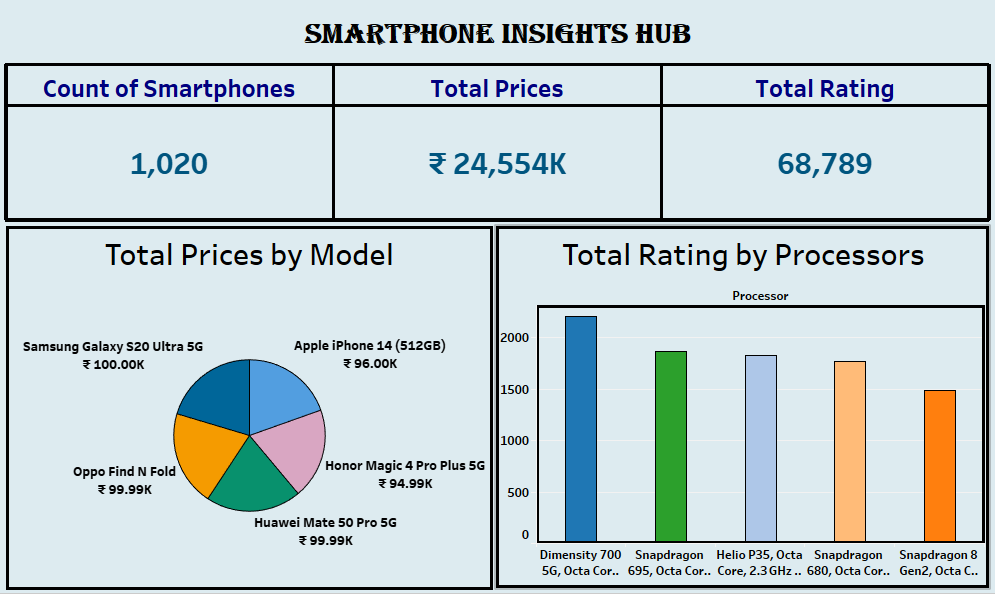 SMARTPHONE INSIGHTS HUB
Count of Smartphones
Total Prices
Total Rating
1,020
₹ 24,554K
68,789
Total Prices by Model
Samsung Galaxy S20 Ultra 5G
₹ 100.00K
Apple iPhone 14 (512GB)
₹ 96.00K
Oppo Find N Fold
₹ 99.99K
Honor Magic 4 Pro Plus 5G
₹ 94.99K
Huawei Mate 50 Pro 5G
₹ 99.99K
Total Rating by Processors
Processor
2000
1500
1000
500
0
Dimensity 700
5G, Octa Cor..
Snapdragon
695, Octa Cor..
Helio P35, Octa
Core, 2.3 GHz ..
Snapdragon
680, Octa Cor..
Snapdragon 8
Gen2, Octa C..